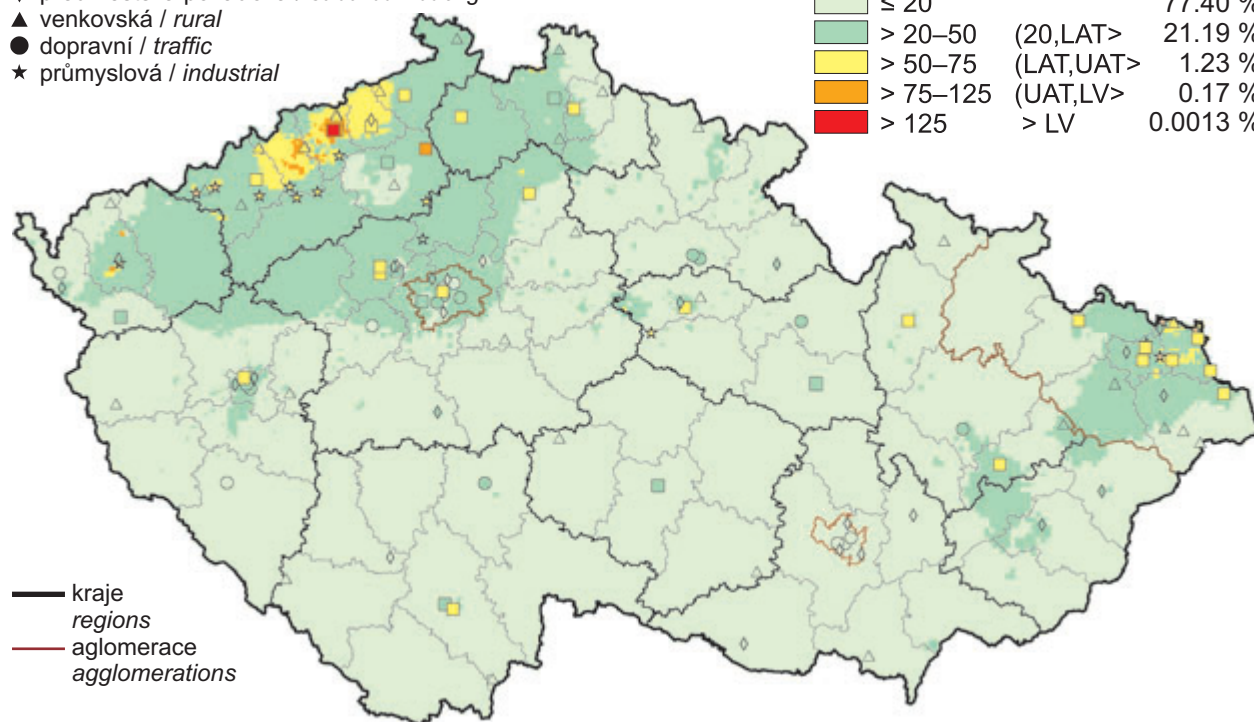 ▲ venkovská / rural
● dopravní / traffic
★ průmyslová / industrial
≤ 20 77.40 %
> 20–50 (20,LAT> 21.19 %
> 50–75 (LAT,UAT> 1.23 %
> 75–125 (UAT,LV> 0.17 %
> 125 > LV 0.0013 %
kraje
regions
aglomerace
agglomerations